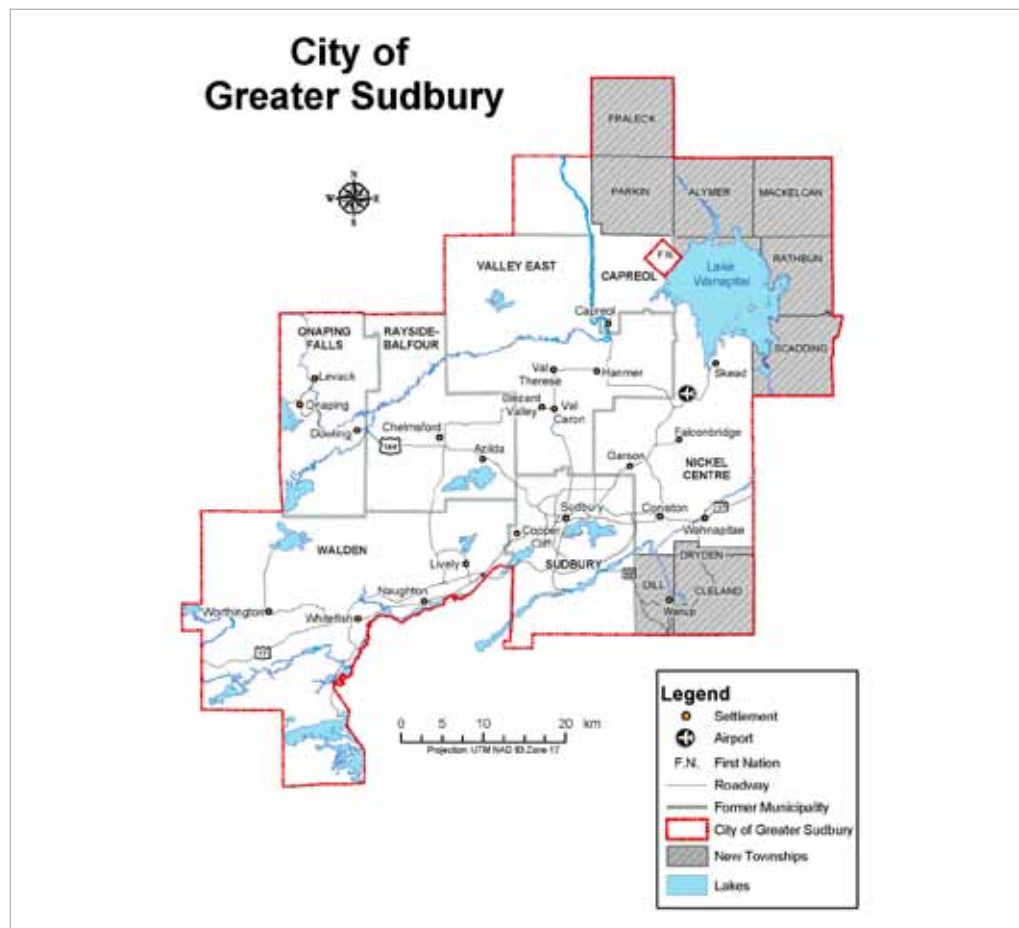 City of
Greater Sudbury
N
W
E
S
FRALECK
PARKIN
ALYMER
MACKELCAN
VALLEY EAST
CAPREOL
F.N.
Lake
Wanapitei
RATHBUN
Capreol
ONAPING
FALLS
RAYSIDE-
BALFOUR
SCADDING
Levack
Val
Therese
Hanmer
Skead
Onaping
Blezard
Valley
Val
Caron
Dowling
Chelmsford
144
Azilda
Falconbridge
Garson
NICKEL
CENTRE
Sudbury
Coniston
Wahnapitae
WALDEN
Copper
Cliff
Lively
SUDBURY
DRYDEN
DILL
CLELAND
Naughton
Wanup
Worthington
Whitefish
17
0 5 10 20 km
Projection: UTM NAD 83 Zone 17
Legend
Settlement
Airport
F.N. First Nation
Roadway
Former Municipality
City of Greater Sudbury
New Townships
Lakes